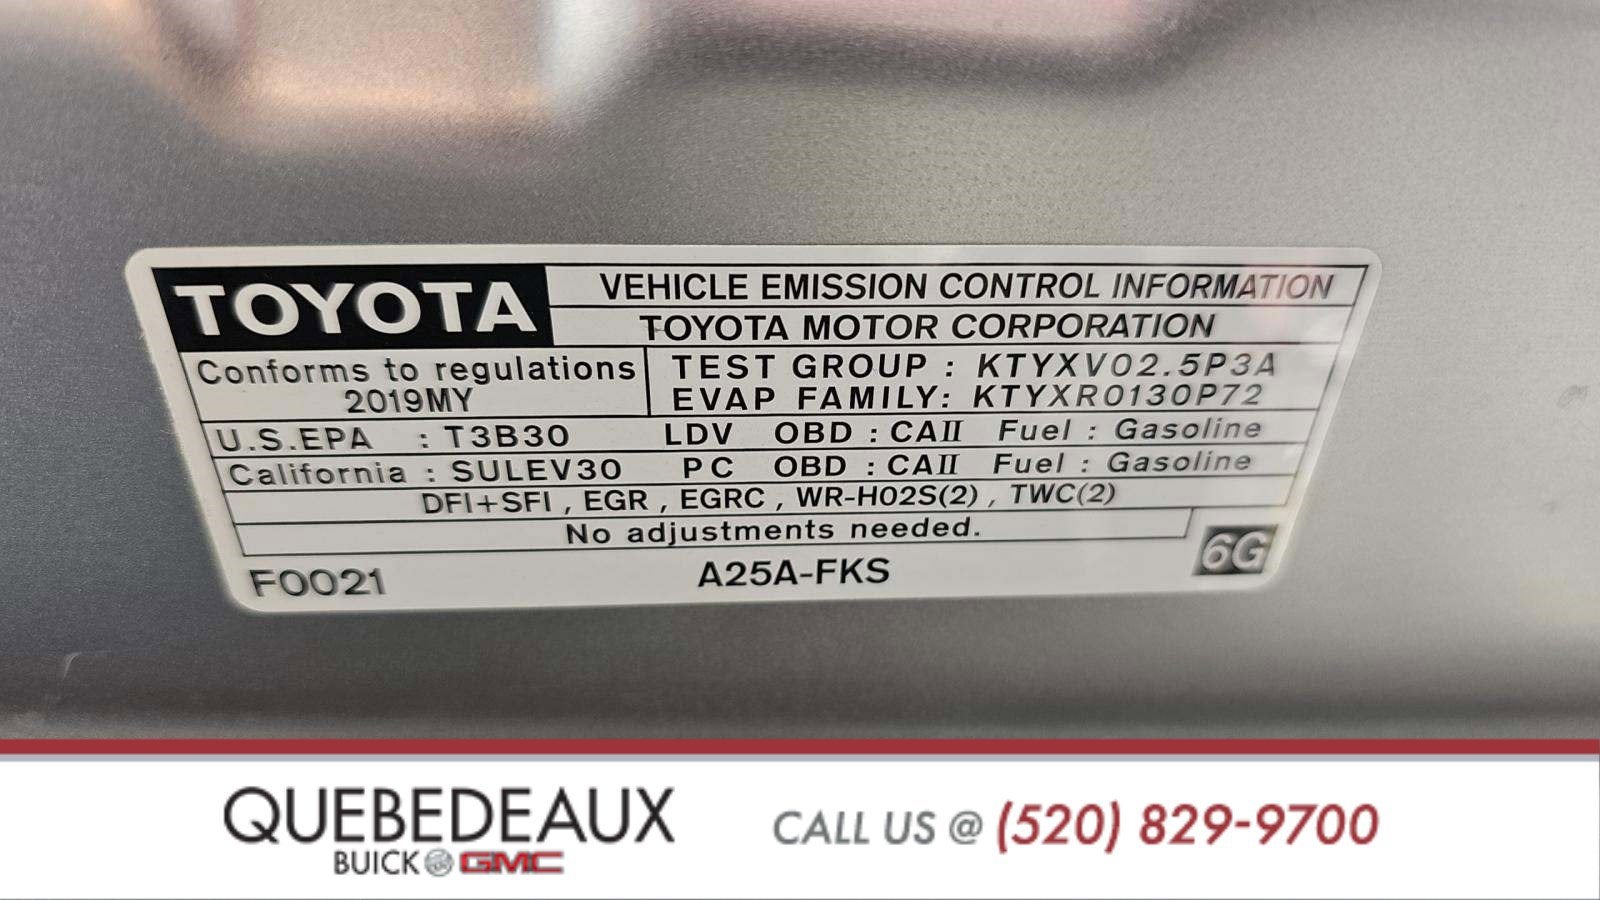 TOYOTA
VEHICLE EMISSION CONTROL INFORMATION
TOYOTA MOTOR CORPORATION
Conforms to regulations
2019MY
TEST GROUP : KTYXV02.5P3A
EVAP FAMILY: KTYXR0130P72
U.S.EPA : T3B30 LDV OBD : CAII Fuel : Gasoline
California : SULEV30 PC OBD : CAII Fuel : Gasoline
DFI+SFI , EGR , EGRC , WR-HO2S(2) , TWC(2)
No adjustments needed.
F0021
A25A-FKS
6G
QUEBEDEAUX
BUICK GMC
CALL US @ (520) 829-9700